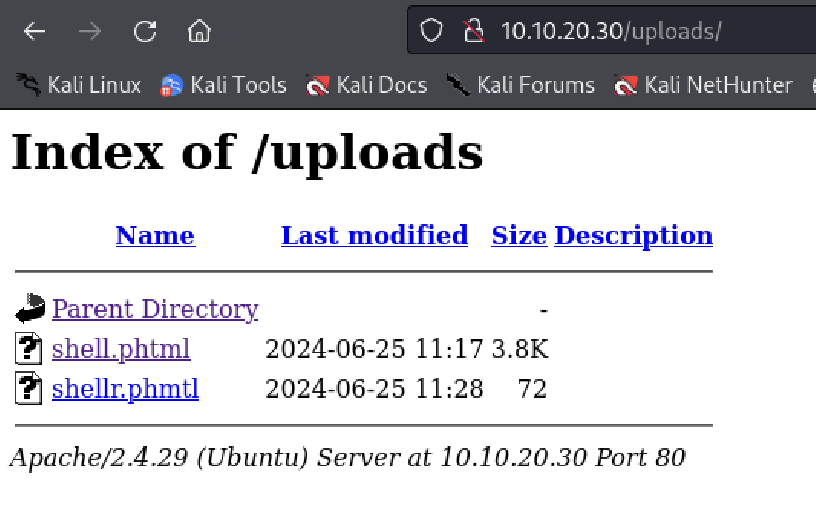 10.10.20.30/uploads/
Kali Linux Kali Tools Kali Docs Kali Forums Kali NetHunter
Index of /uploads
Name Last modified Size Description
Parent Directory -
shell.phtml 2024-06-25 11:17 3.8K
shellr.phmtl 2024-06-25 11:28 72
Apache/2.4.29 (Ubuntu) Server at 10.10.20.30 Port 80